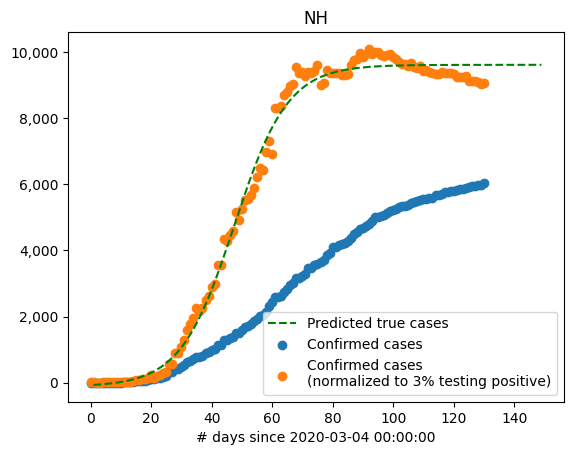 NH
10,000
8,000
6,000
4,000
2,000
0
Predicted true cases
Confirmed cases
Confirmed cases
(normalized to 3% testing positive)
0 20 40 60 80 100 120 140
# days since 2020-03-04 00:00:00